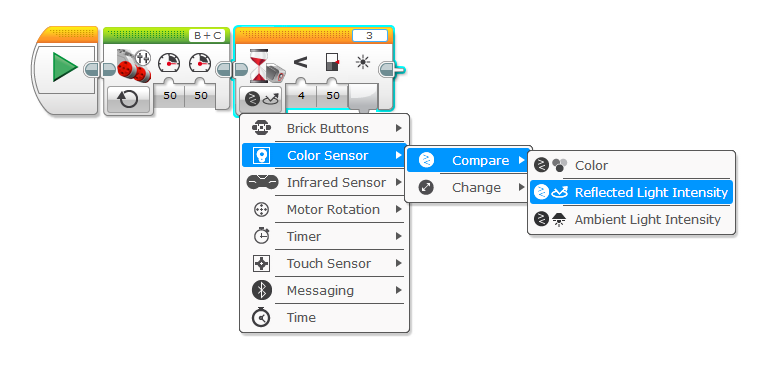 B + C
3
<
50 50
4 50
Brick Buttons
Color Sensor
Infrared Sensor
Motor Rotation
Timer
Touch Sensor
Messaging
Time
Compare
Change
Color
Reflected Light Intensity
Ambient Light Intensity